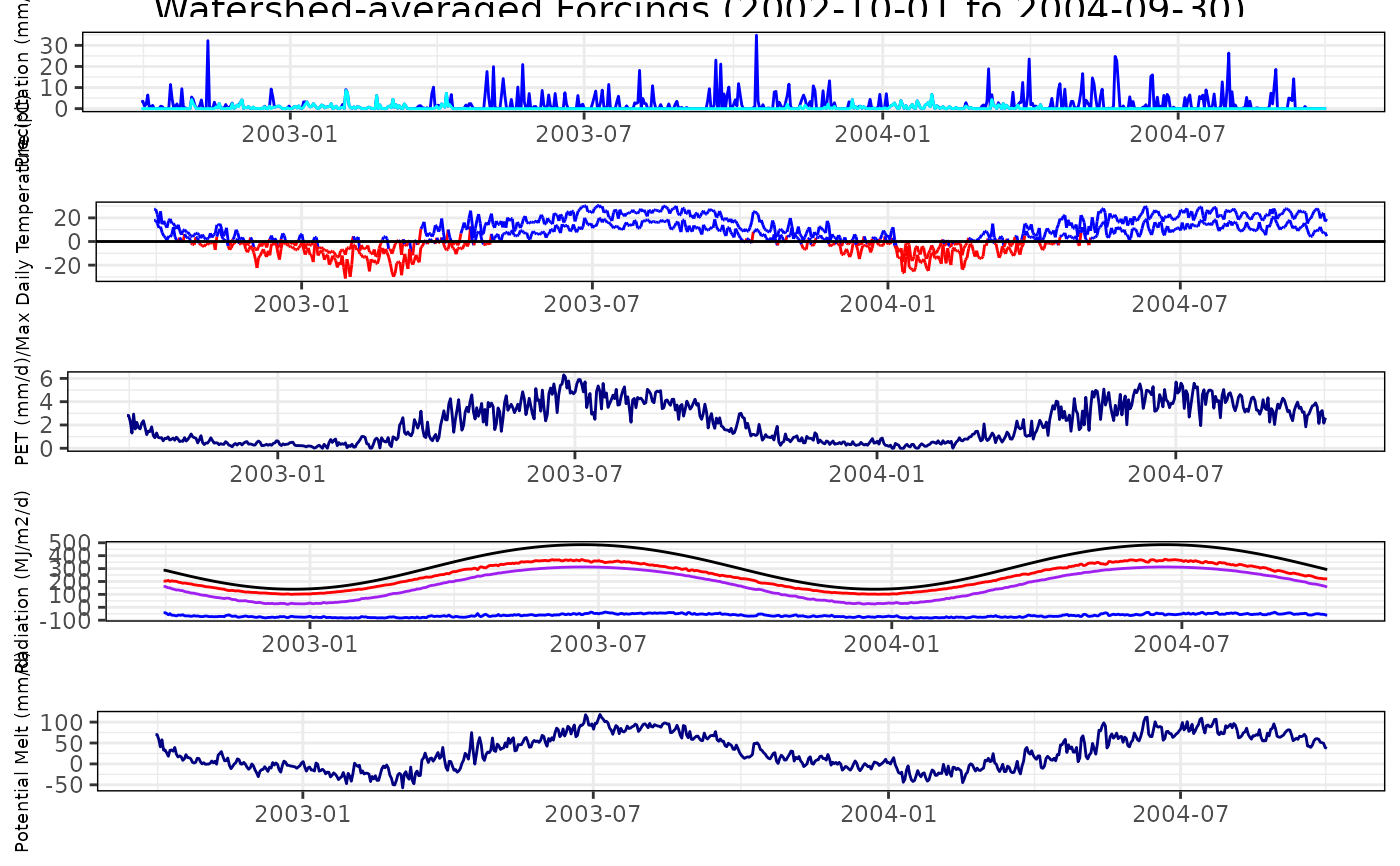 Watershed-averaged Forcings (2002-10-01 to 2004-09-30)
30
20
10
0
2003-01 2003-07 2004-01 2004-07
20
0
-20
2003-01 2003-07 2004-01 2004-07
/Max Daily Temperature
6
4
2
0
2003-01 2003-07 2004-01 2004-07
PET (mm/d)
500
400
300
200
100
0
-100
2003-01 2003-07 2004-01 2004-07
Radiation (MJ/m2/d)
100
50
0
-50
2003-01 2003-07 2004-01 2004-07
Potential Melt (mm/d)